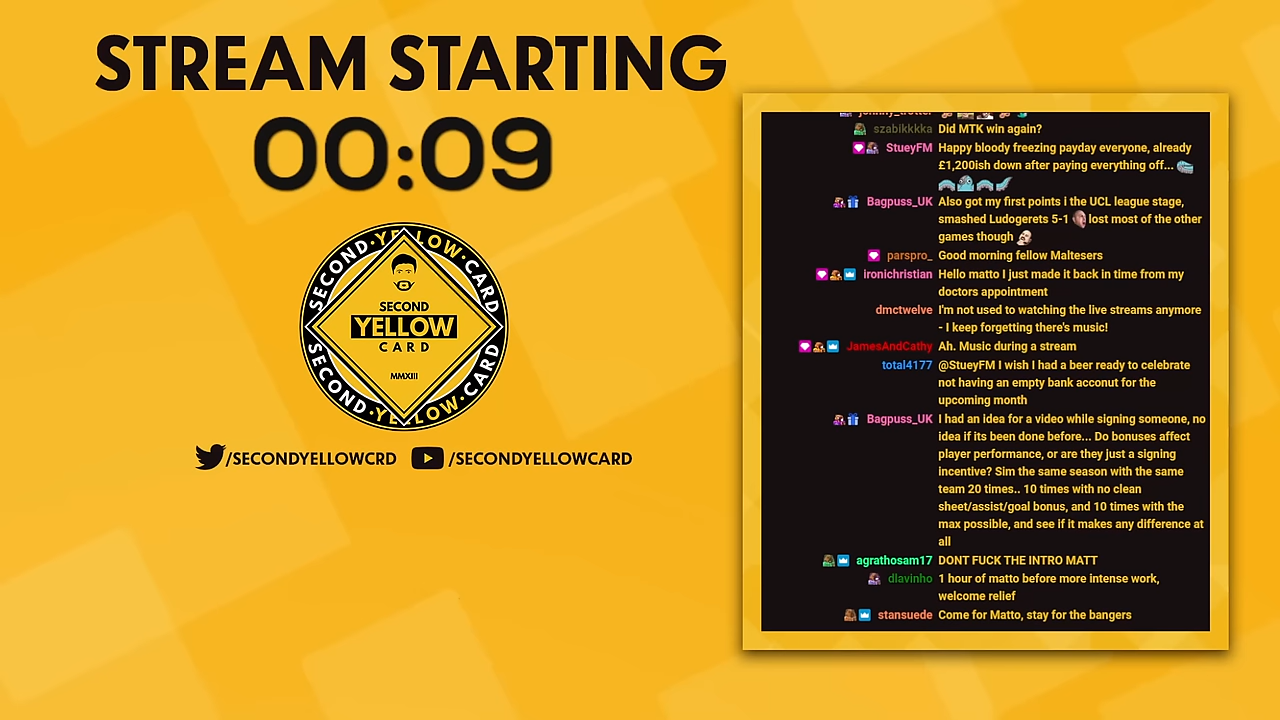 STREAM STARTING
00:09
SECOND·YELLOW·CARD
SECOND
YELLOW
CARD
MMXIII
SECOND·YELLOW·CARD
/SECONDYELLOWCRD /SECONDYELLOWCARD
szabikkkka Did MTK win again?
StueyFM Happy bloody freezing payday everyone, already
£1,200ish down after paying everything off...
Bagpuss_UK Also got my first points i the UCL league stage,
smashed Ludogerets 5-1 lost most of the other
games though
parspro_ Good morning fellow Maltesers
ironichristian Hello matto I just made it back in time from my
doctors appointment
dmctwelve I'm not used to watching the live streams anymore
- I keep forgetting there's music!
JamesAndCathy Ah. Music during a stream
total4177 @StueyFM I wish I had a beer ready to celebrate
not having an empty bank acconut for the
upcoming month
Bagpuss_UK I had an idea for a video while signing someone, no
idea if its been done before... Do bonuses affect
player performance, or are they just a signing
incentive? Sim the same season with the same
team 20 times.. 10 times with no clean
sheet/assist/goal bonus, and 10 times with the
max possible, and see if it makes any difference at
all
agrathosam17 DONT FUCK THE INTRO MATT
dlavinho 1 hour of matto before more intense work,
welcome relief
stansuede Come for Matto, stay for the bangers